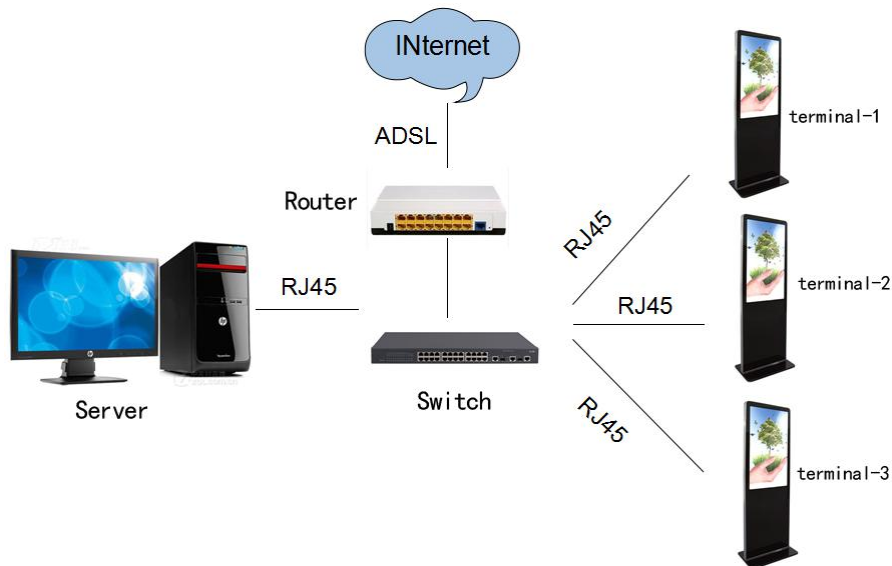 INternet
ADSL
Router
RJ45
Server
Switch
RJ45
terminal-1
RJ45
terminal-2
RJ45
terminal-3